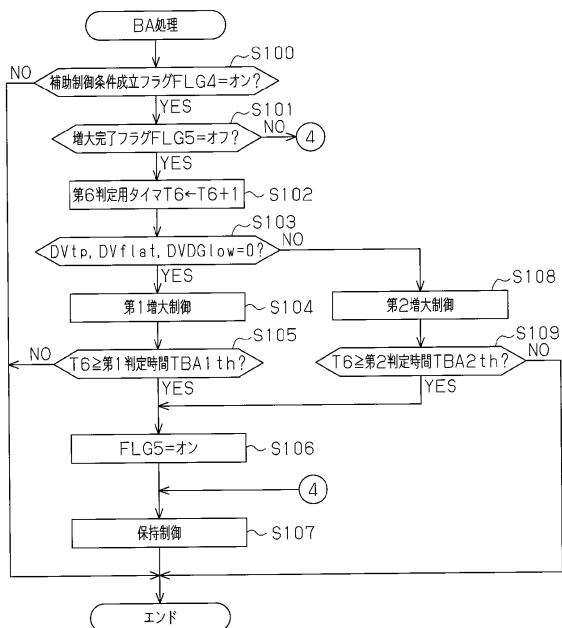 BA処理
S100
NO
補助制御条件成立フラグFLG4=オン?
YES
S101
増大完了フラグFLG5=オフ?
NO
4
YES
第6判定用タイマT6←T6+1
S102
S103
DVtp, DVflat, DVDGlow=0?
NO
YES
S108
第1増大制御
S104
第2増大制御
S105
S109
NO
T6≧第1判定時間TBA1th?
T6≧第2判定時間TBA2th?
NO
YES
YES
FLG5=オン
S106
4
保持制御
S107
エンド